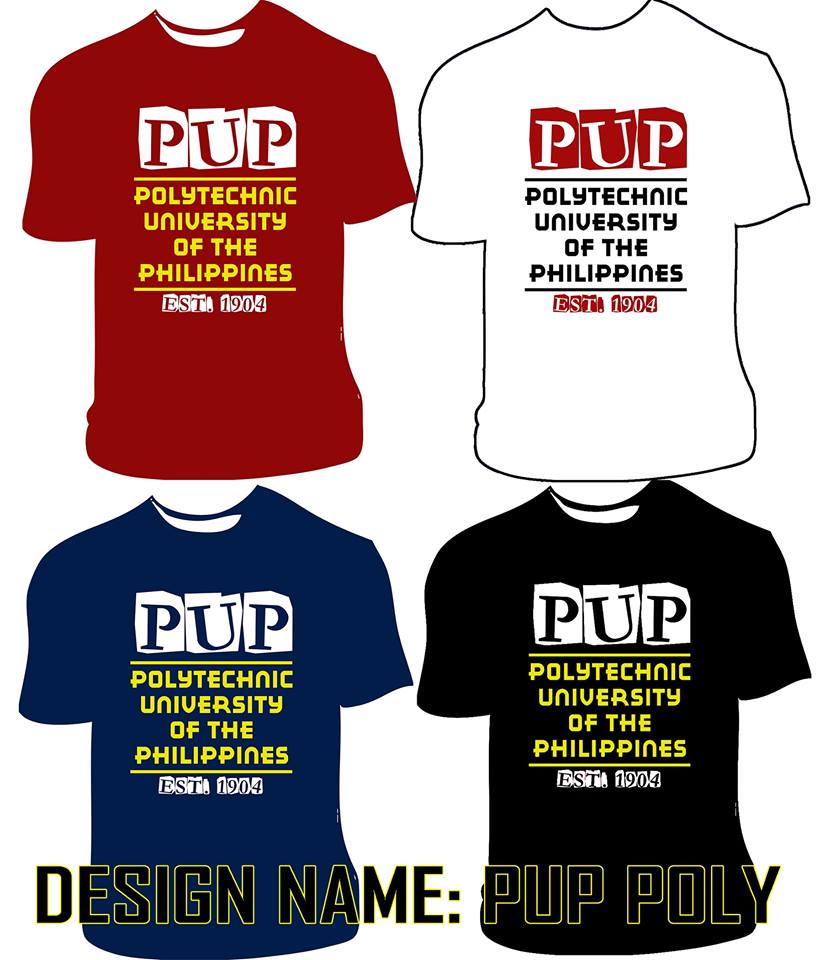 PUP
POLYTECHNIC
UNIVERSITY
OF THE
PHILIPPINES
EST. 1904
PUP
POLYTECHNIC
UNIVERSITY
OF THE
PHILIPPINES
EST. 1904
PUP
POLYTECHNIC
UNIVERSITY
OF THE
PHILIPPINES
EST. 1904
PUP
POLYTECHNIC
UNIVERSITY
OF THE
PHILIPPINES
EST. 1904
DESIGN NAME: PUP POLY